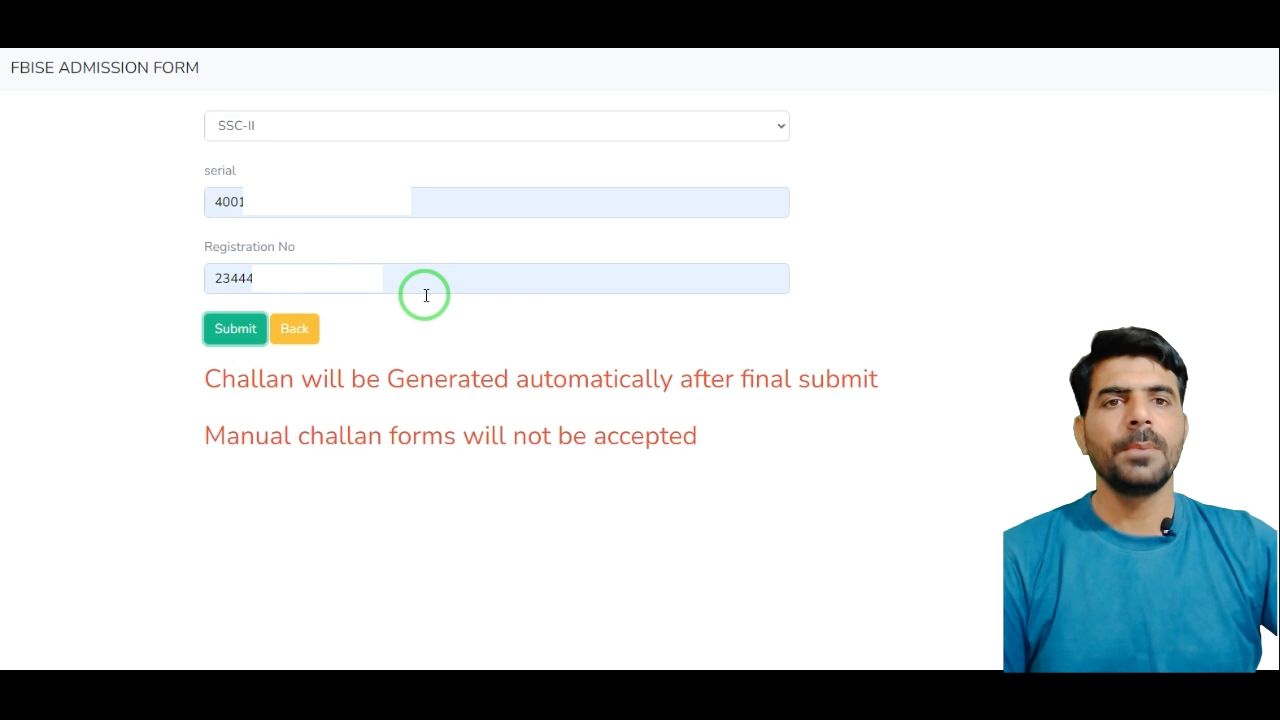 FBISE ADMISSION FORM
SSC-II
serial
4001
Registration No
23444
Submit Back
Challan will be Generated automatically after final submit
Manual challan forms will not be accepted